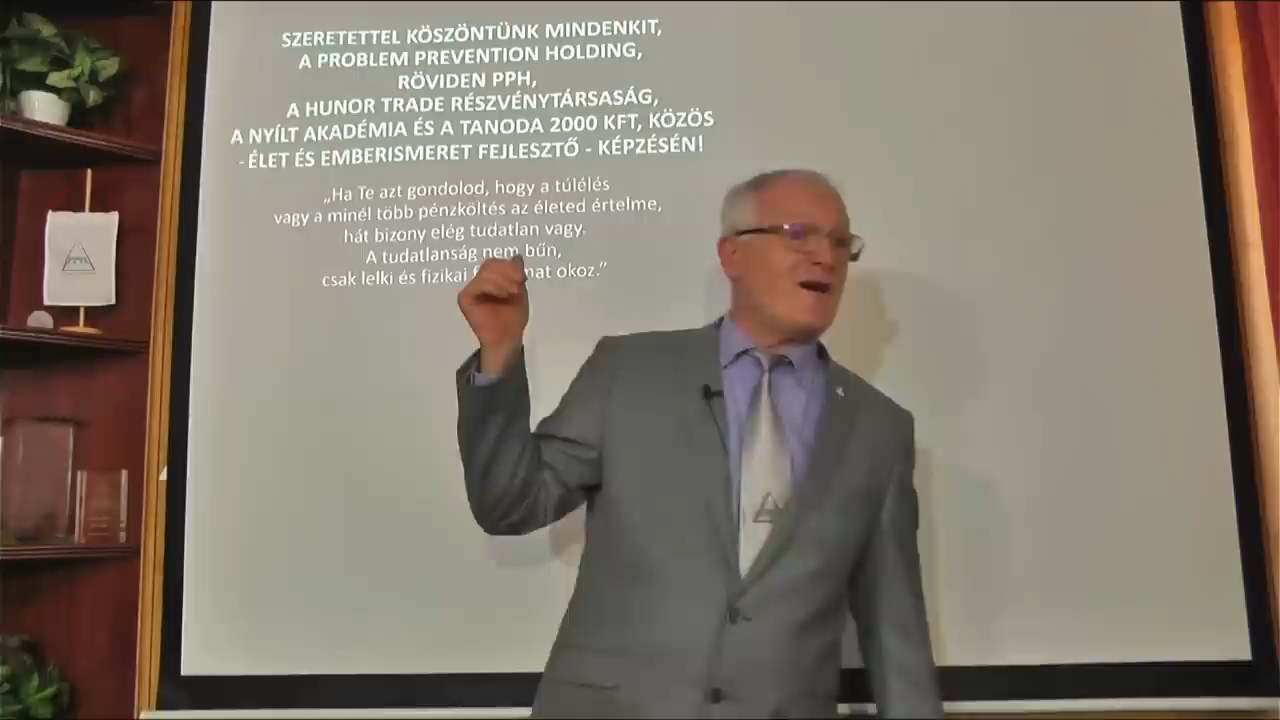 SZERETETTEL KÖSZÖNTÜNK MINDENKIT,
A PROBLEM PREVENTION HOLDING,
RÖVIDEN PPH,
A HUNOR TRADE RÉSZVÉNYTÁRSASÁG,
A NYÍLT AKADÉMIA ÉS A TANODA 2000 KFT, KÖZÖS
- ÉLET ÉS EMBERISMERET FEJLESZTŐ - KÉPZÉSÉN!
„Ha Te azt gondolod, hogy a túlélés
vagy a minél több pénzköltés az életed értelme,
hát bizony elég tudatlan vagy.
A tudatlanság nem bűn,
csak lelki és fizikai okoz.”